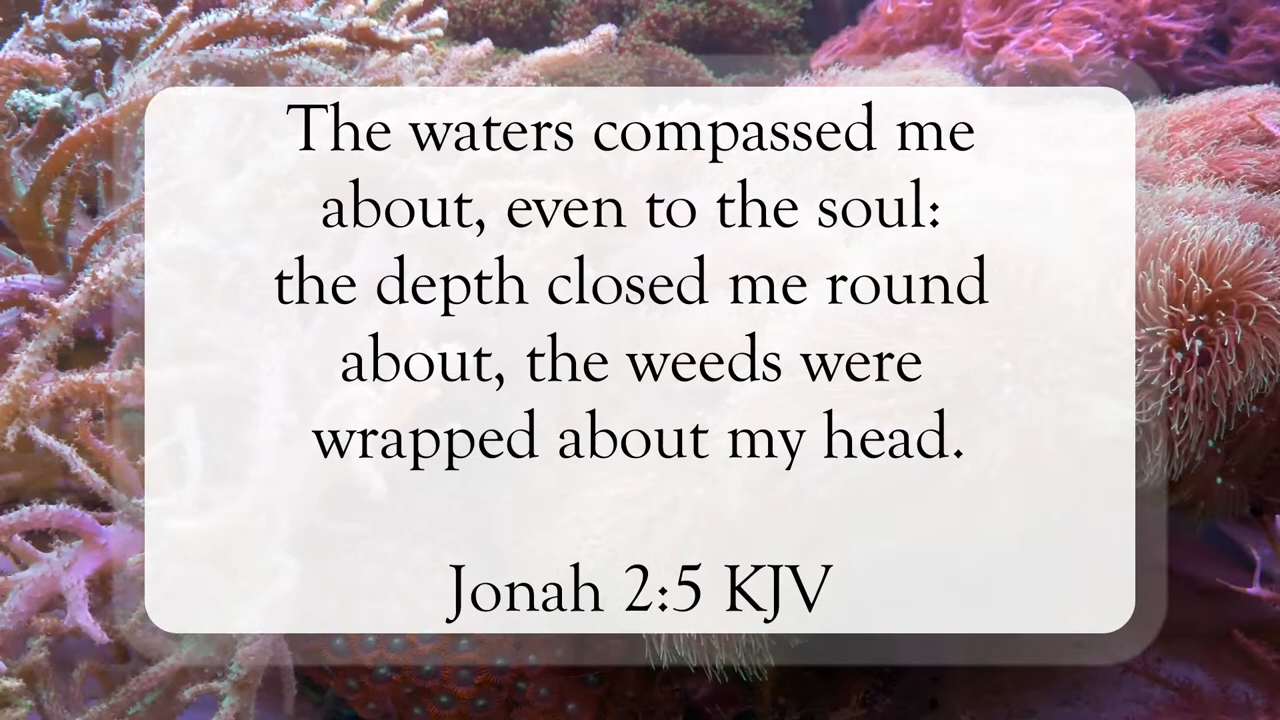 The waters compassed me
about, even to the soul:
the depth closed me round
about, the weeds were
wrapped about my head.
Jonah 2:5 KJV